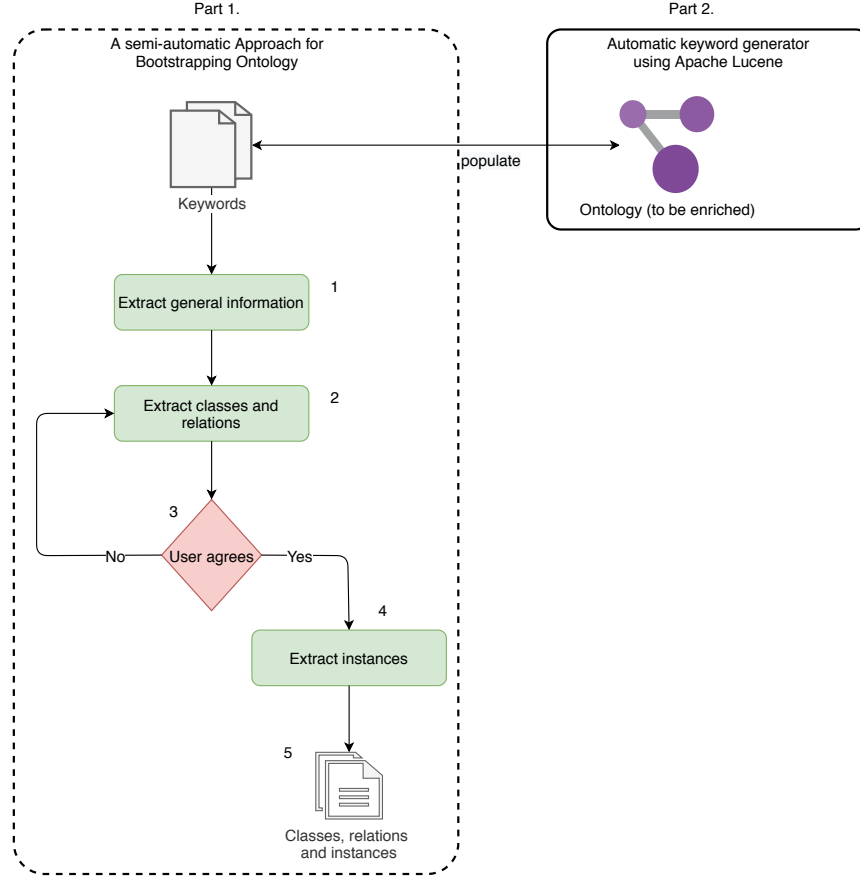 Part 1.
Part 2.
A semi-automatic Approach for
Bootstrapping Ontology
Automatic keyword generator
using Apache Lucene
populate
Keywords
Ontology (to be enriched)
Extract general information
1
Extract classes and
relations
2
3
User agrees
No
Yes
4
Extract instances
5
Classes, relations
and instances